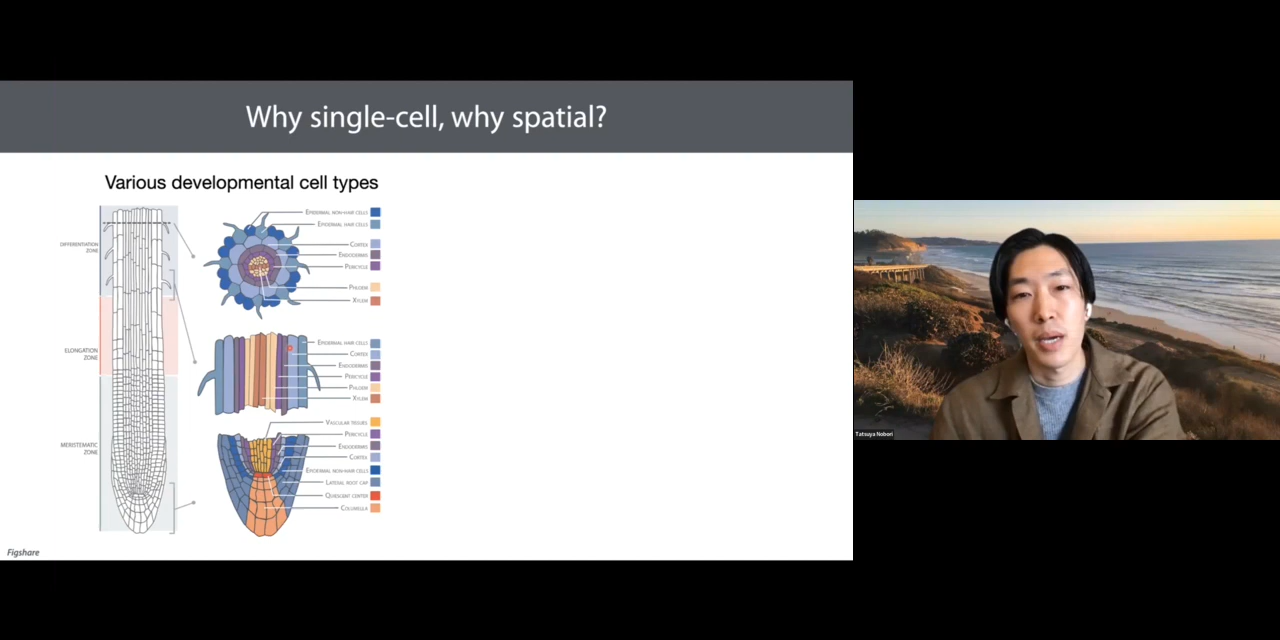 Why single-cell, why spatial?
Various developmental cell types
DIFFERENTIATION
ZONE
ELONGATION
ZONE
MERISTEMATIC
ZONE
EPIDERMAL NON-HAIR CELLS
EPIDERMAL HAIR CELLS
CORTEX
ENDODERMIS
PERICYCLE
PHLOEM
XYLEM
EPIDERMAL HAIR CELLS
CORTEX
ENDODERMIS
PERICYCLE
PHLOEM
XYLEM
VASCULAR TISSUES
PERICYCLE
ENDODERMIS
CORTEX
EPIDERMAL NON-HAIR CELLS
LATERAL ROOT CAP
QUIESCENT CENTER
COLUMELLA
Figshare
Tatsuya Nobori